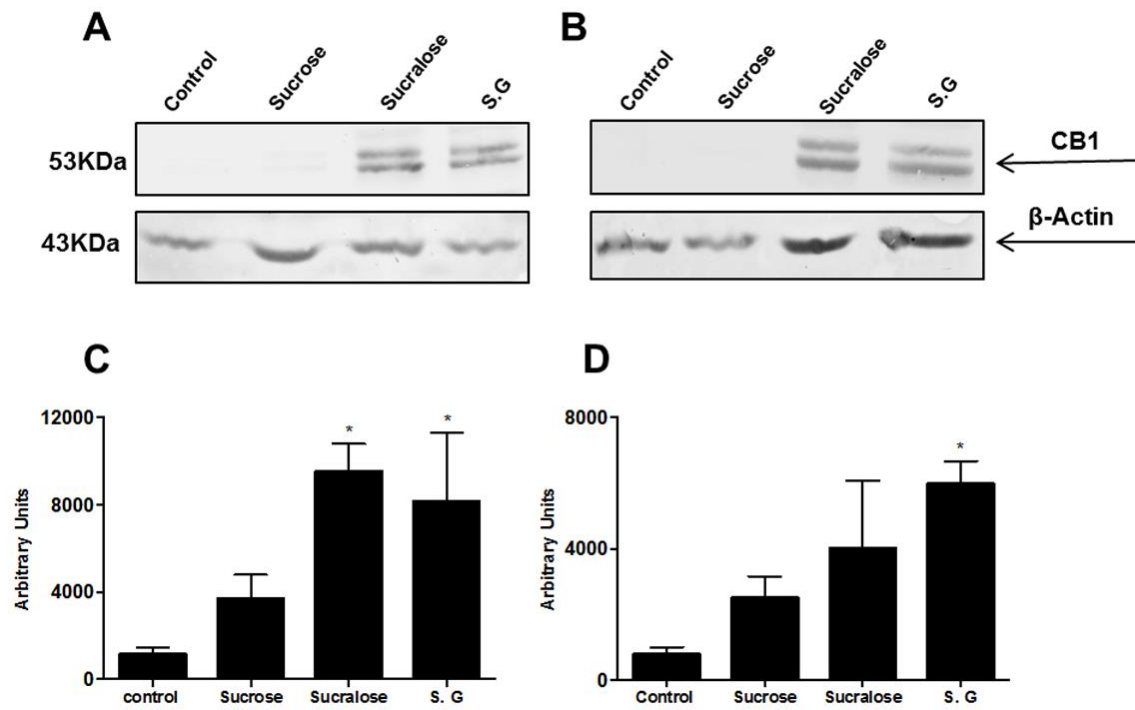 A
B
Control
Sucrose
Sucralose
S.G
Control
Sucrose
Sucralose
S.G
53KDa
CB1
43KDa
β-Actin
C
D
Arbitrary Units
12000
8000
4000
0
control
Sucrose
Sucralose
S. G
*
*
Arbitrary Units
8000
4000
0
Control
Sucrose
Sucralose
S. G
*